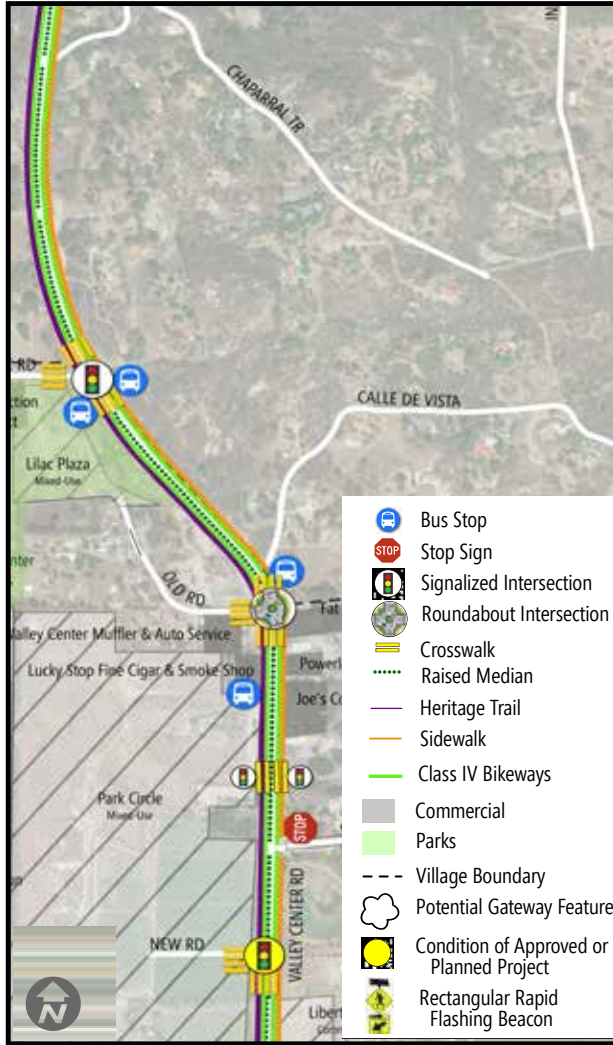 IN
CHAPARRAL TR
RD
CALLE DE VISTA
Lilac Plaza
Mixed-Use
OLD RD
Fat
Valley Center Muffler & Auto Service
Lucky Stop Fine Cigar & Smoke Shop
Joe's Co
Park Circle
Mixed-Use
STOP
VALLEY CENTER RD
NEW RD
N
Bus Stop
STOP
Stop Sign
Signalized Intersection
Roundabout Intersection
Crosswalk
Raised Median
Heritage Trail
Sidewalk
Class IV Bikeways
Commercial
Parks
Village Boundary
Potential Gateway Feature
Condition of Approved or
Planned Project
Rectangular Rapid
Flashing Beacon